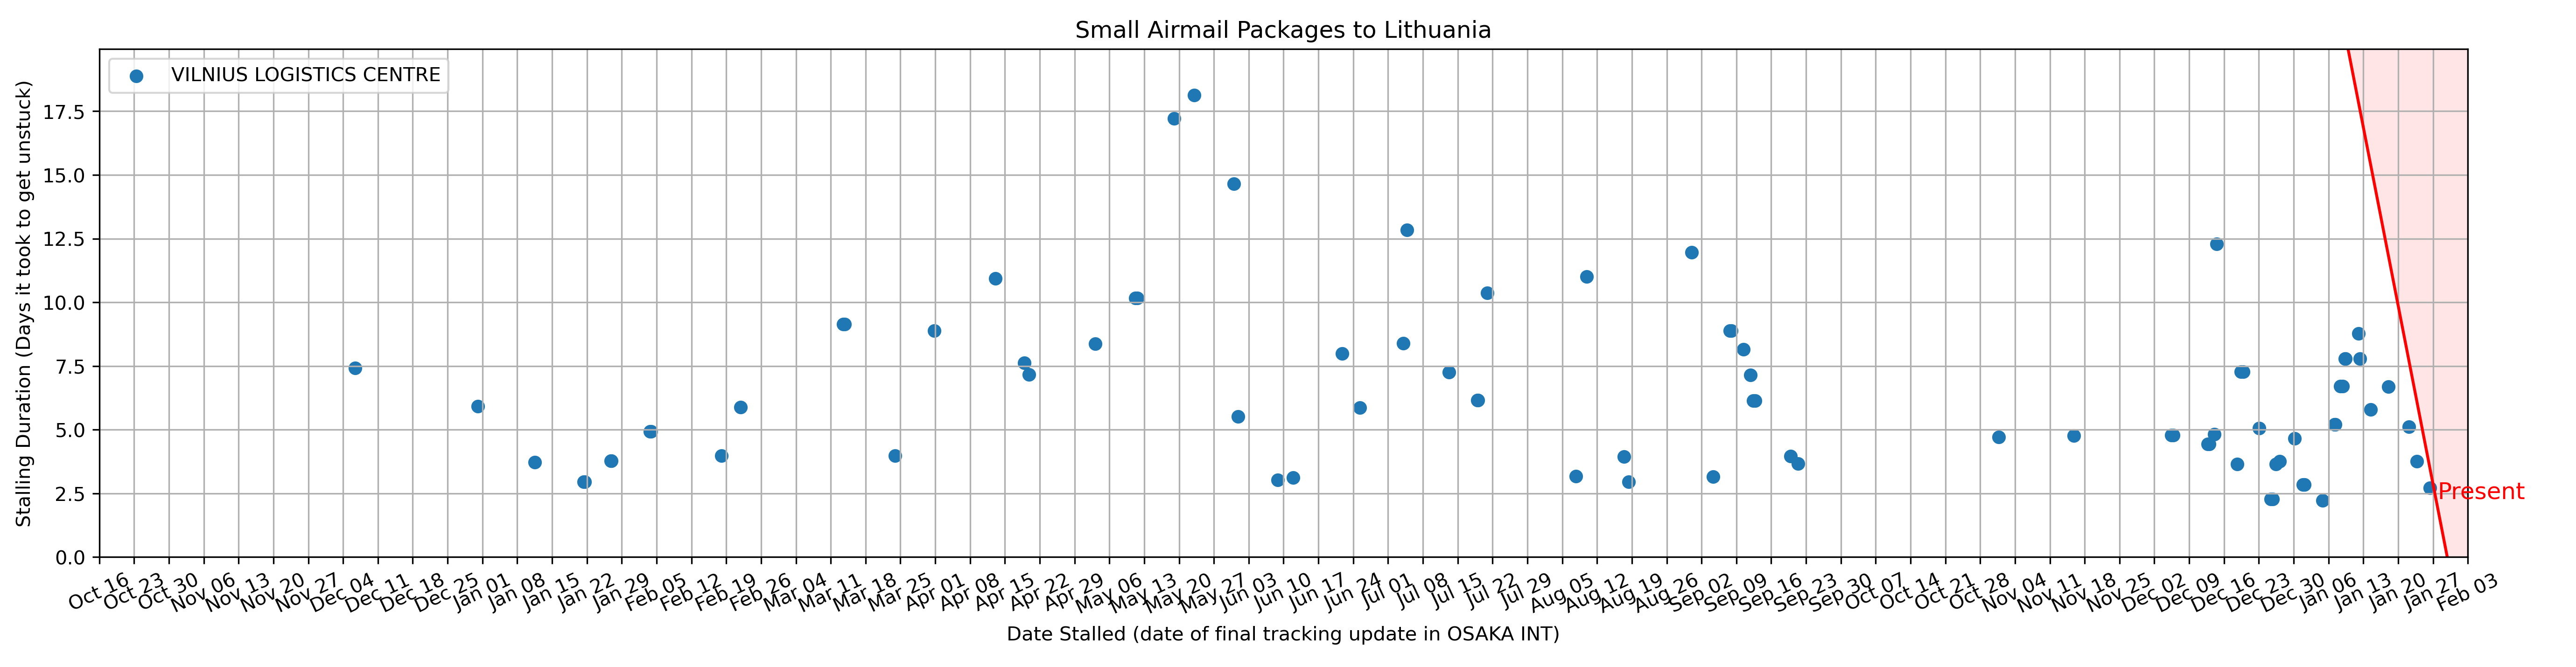 Small Airmail Packages to Lithuania
VILNIUS LOGISTICS CENTRE
Stalling Duration (Days it took to get unstuck)
17.5
15.0
12.5
10.0
7.5
5.0
2.5
0.0
Present
Oct 16
Oct 23
Oct 30
Nov 06
Nov 13
Nov 20
Nov 27
Dec 04
Dec 11
Dec 18
Dec 25
Jan 01
Jan 08
Jan 15
Jan 22
Jan 29
Feb 05
Feb 12
Feb 19
Feb 26
Mar 04
Mar 11
Mar 18
Mar 25
Apr 01
Apr 08
Apr 15
Apr 22
Apr 29
May 06
May 13
May 20
May 27
Jun 03
Jun 10
Jun 17
Jun 24
Jul 01
Jul 08
Jul 15
Jul 22
Jul 29
Aug 05
Aug 12
Aug 19
Aug 26
Sep 02
Sep 09
Sep 16
Sep 23
Sep 30
Oct 07
Oct 14
Oct 21
Oct 28
Nov 04
Nov 11
Nov 18
Nov 25
Dec 02
Dec 09
Dec 16
Dec 23
Dec 30
Jan 06
Jan 13
Jan 20
Jan 27
Feb 03
Date Stalled (date of final tracking update in OSAKA INT)